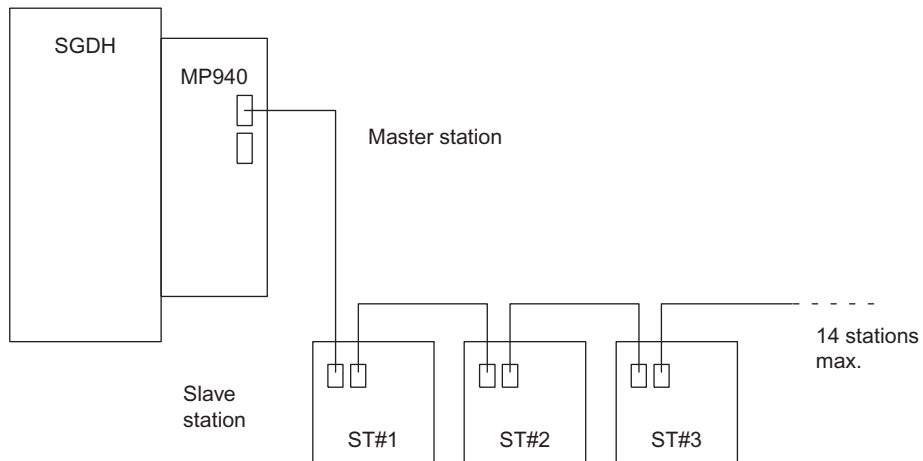 SGDH
MP940
Master station
14 stations
max.
Slave
station
ST#1
ST#2
ST#3